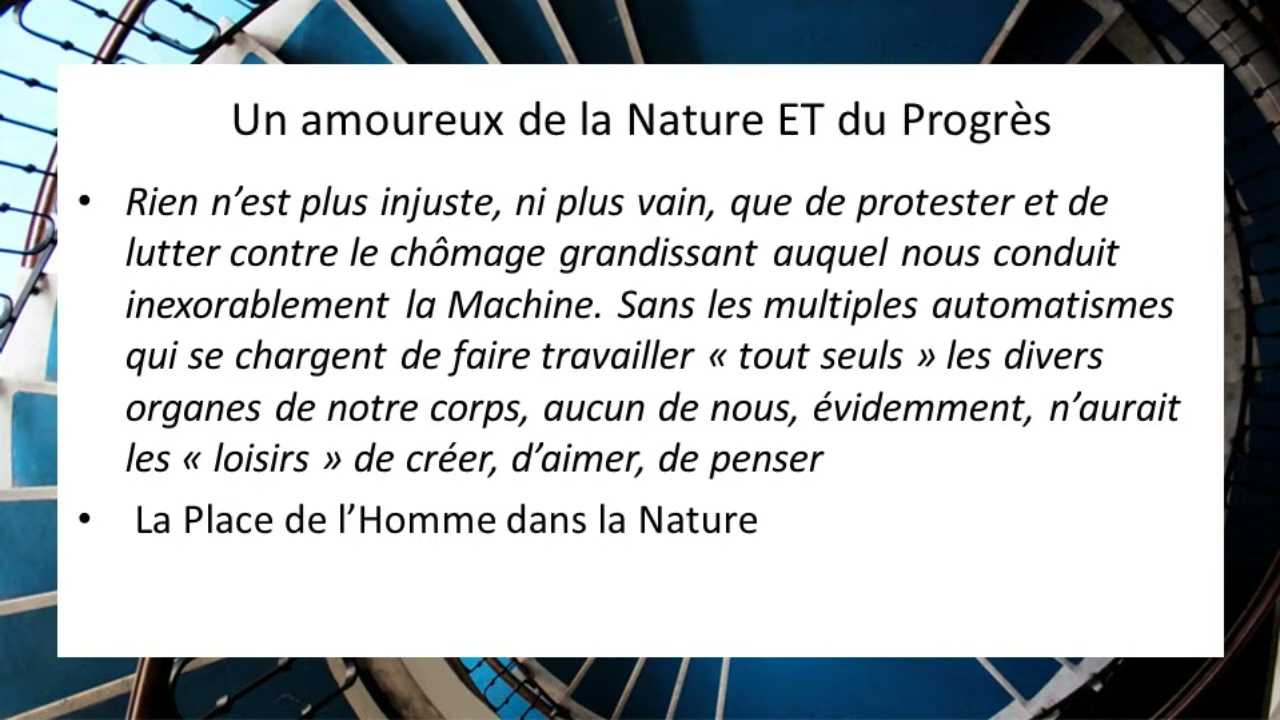 Un amoureux de la Nature ET du Progrès
• Rien n’est plus injuste, ni plus vain, que de protester et de
lutter contre le chômage grandissant auquel nous conduit
inexorablement la Machine. Sans les multiples automatismes
qui se chargent de faire travailler « tout seuls » les divers
organes de notre corps, aucun de nous, évidemment, n’aurait
les « loisirs » de créer, d’aimer, de penser
• La Place de l’Homme dans la Nature